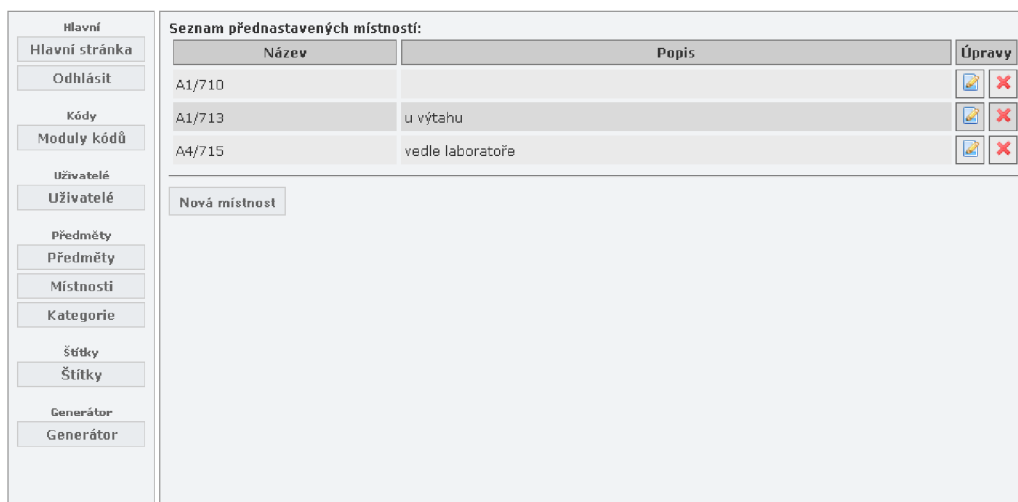 Hlavní
Hlavní stránka
Odhlásit
Kódy
Moduly kódů
Uživatelé
Uživatelé
Předměty
Předměty
Místnosti
Kategorie
Štítky
Štítky
Generátor
Generátor
Seznam přednastavených místností:
Název Popis Úpravy
A1/710
A1/713 u výtahu
A4/715 vedle laboratoře
Nová místnost